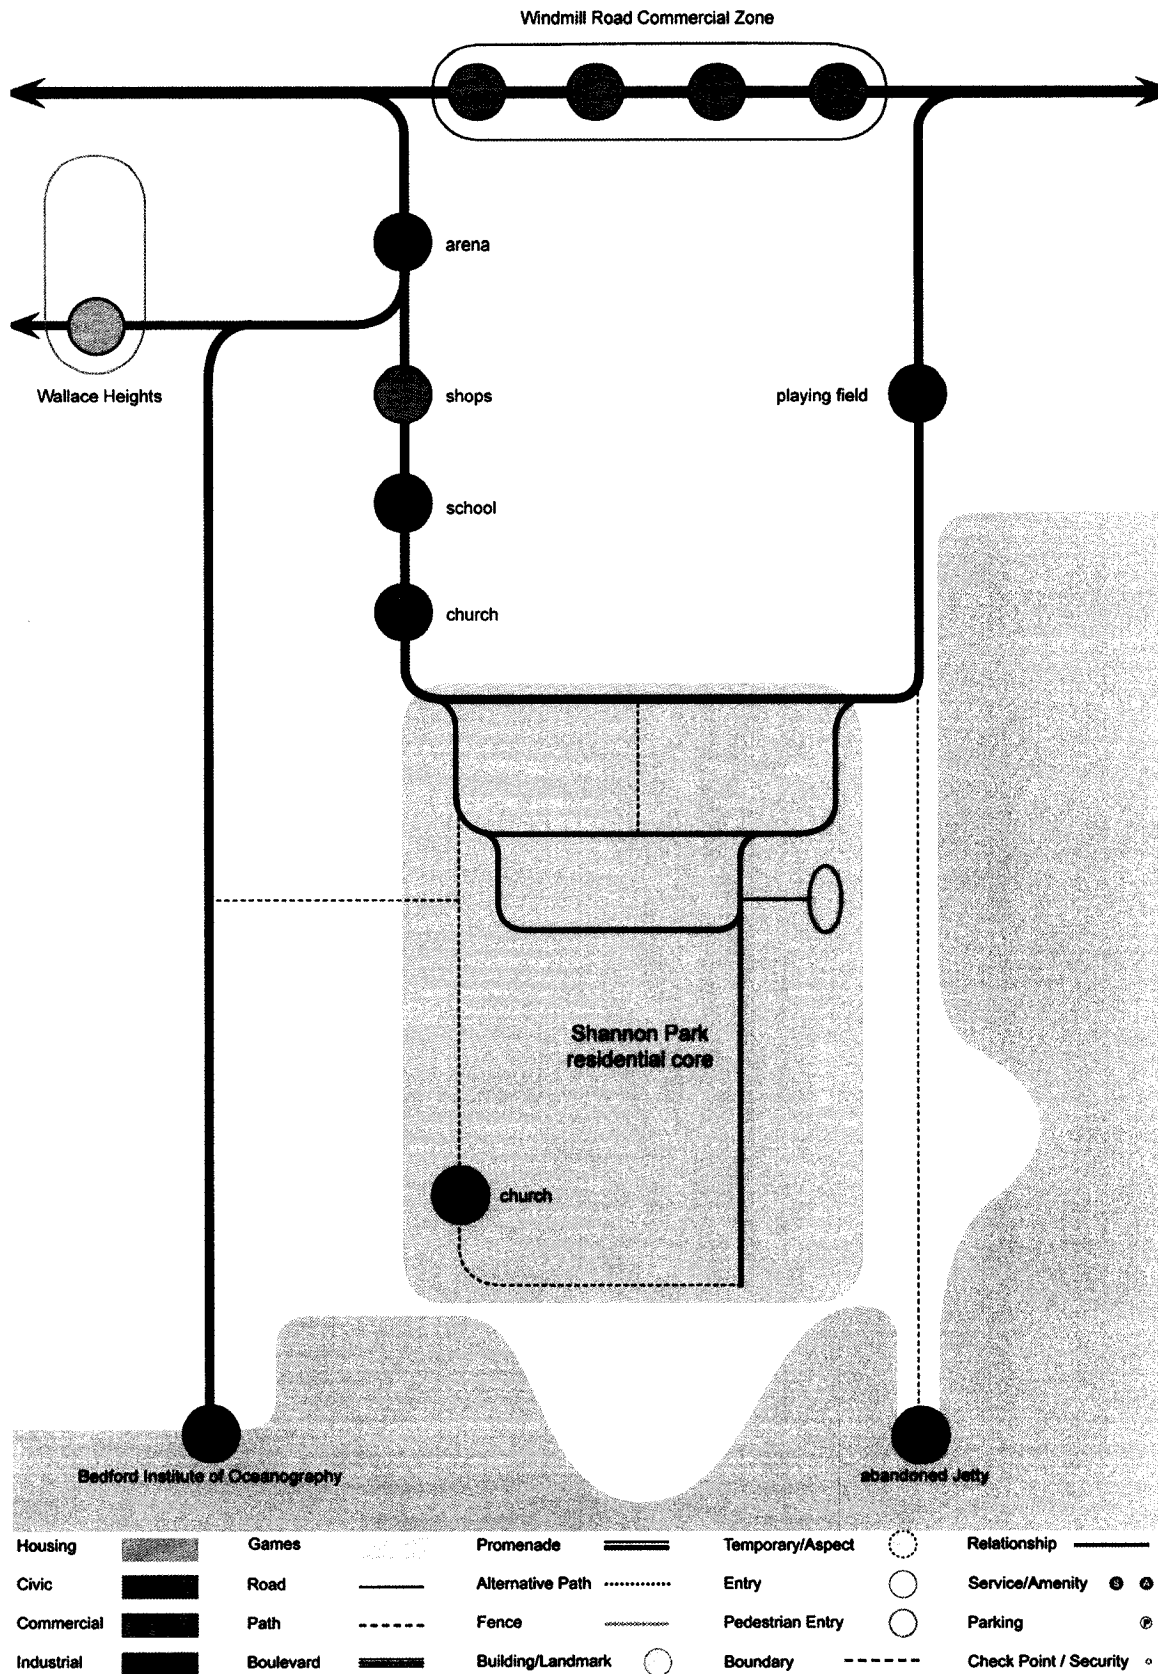 Windmill Road Commercial Zone
arena
Wallace Heights
shops
playing field
school
church
Shannon Park
residential core
church
Bedford Institute of Oceanography
abandoned Jetty
Housing Games Promenade Temporary/Aspect Relationship
Civic Road Alternative Path Entry Service/Amenity S A
Commercial Path Fence Pedestrian Entry Parking P
Industrial Boulevard Building/Landmark Boundary Check Point / Security